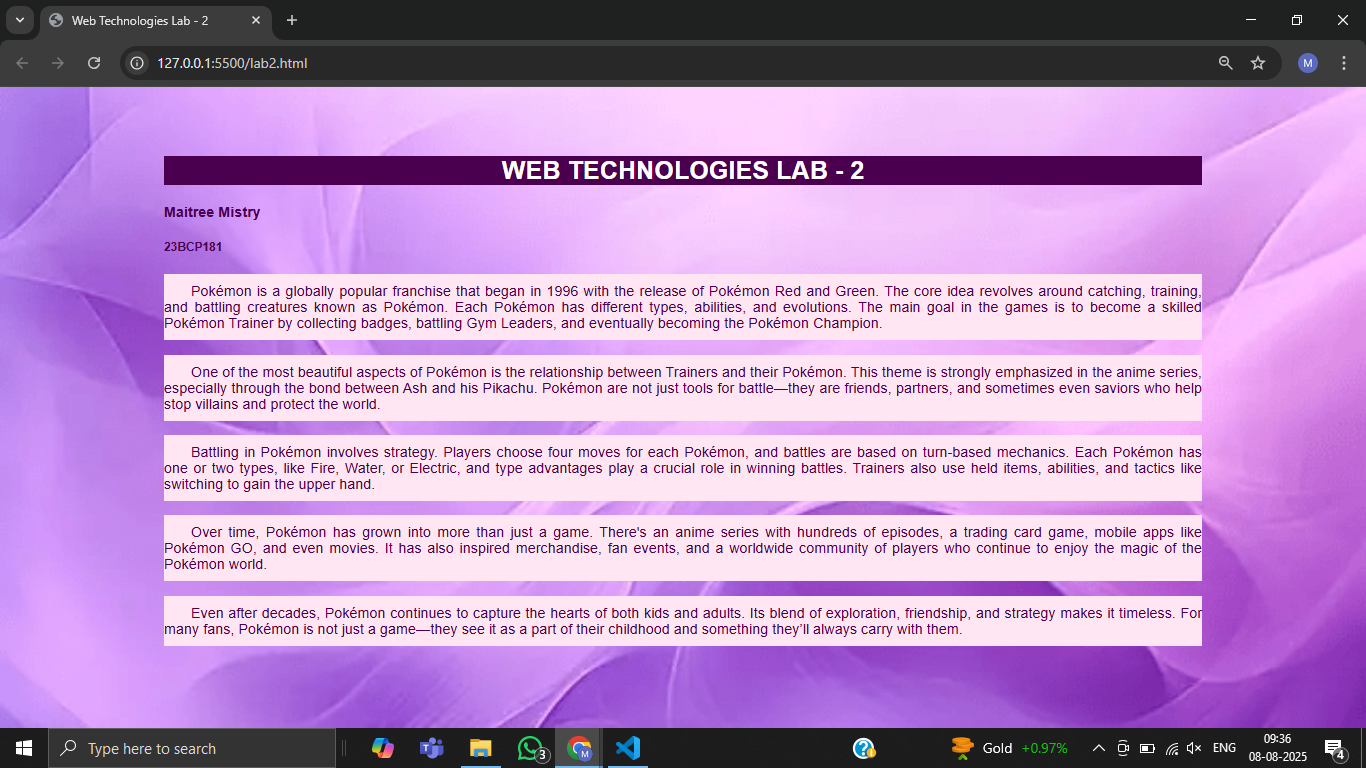 Web Technologies Lab - 2
127.0.0.1:5500/lab2.html
M
WEB TECHNOLOGIES LAB - 2
Maitree Mistry
23BCP181
Pokémon is a globally popular franchise that began in 1996 with the release of Pokémon Red and Green. The core idea revolves around catching, training,
and battling creatures known as Pokémon. Each Pokémon has different types, abilities, and evolutions. The main goal in the games is to become a skilled
Pokémon Trainer by collecting badges, battling Gym Leaders, and eventually becoming the Pokémon Champion.
One of the most beautiful aspects of Pokémon is the relationship between Trainers and their Pokémon. This theme is strongly emphasized in the anime series,
especially through the bond between Ash and his Pikachu. Pokémon are not just tools for battle—they are friends, partners, and sometimes even saviors who help
stop villains and protect the world.
Battling in Pokémon involves strategy. Players choose four moves for each Pokémon, and battles are based on turn-based mechanics. Each Pokémon has
one or two types, like Fire, Water, or Electric, and type advantages play a crucial role in winning battles. Trainers also use held items, abilities, and tactics like
switching to gain the upper hand.
Over time, Pokémon has grown into more than just a game. There's an anime series with hundreds of episodes, a trading card game, mobile apps like
Pokémon GO, and even movies. It has also inspired merchandise, fan events, and a worldwide community of players who continue to enjoy the magic of the
Pokémon world.
Even after decades, Pokémon continues to capture the hearts of both kids and adults. Its blend of exploration, friendship, and strategy makes it timeless. For
many fans, Pokémon is not just a game—they see it as a part of their childhood and something they’ll always carry with them.
Type here to search
3
M
Gold +0.97%
ENG
09:36
08-08-2025
4